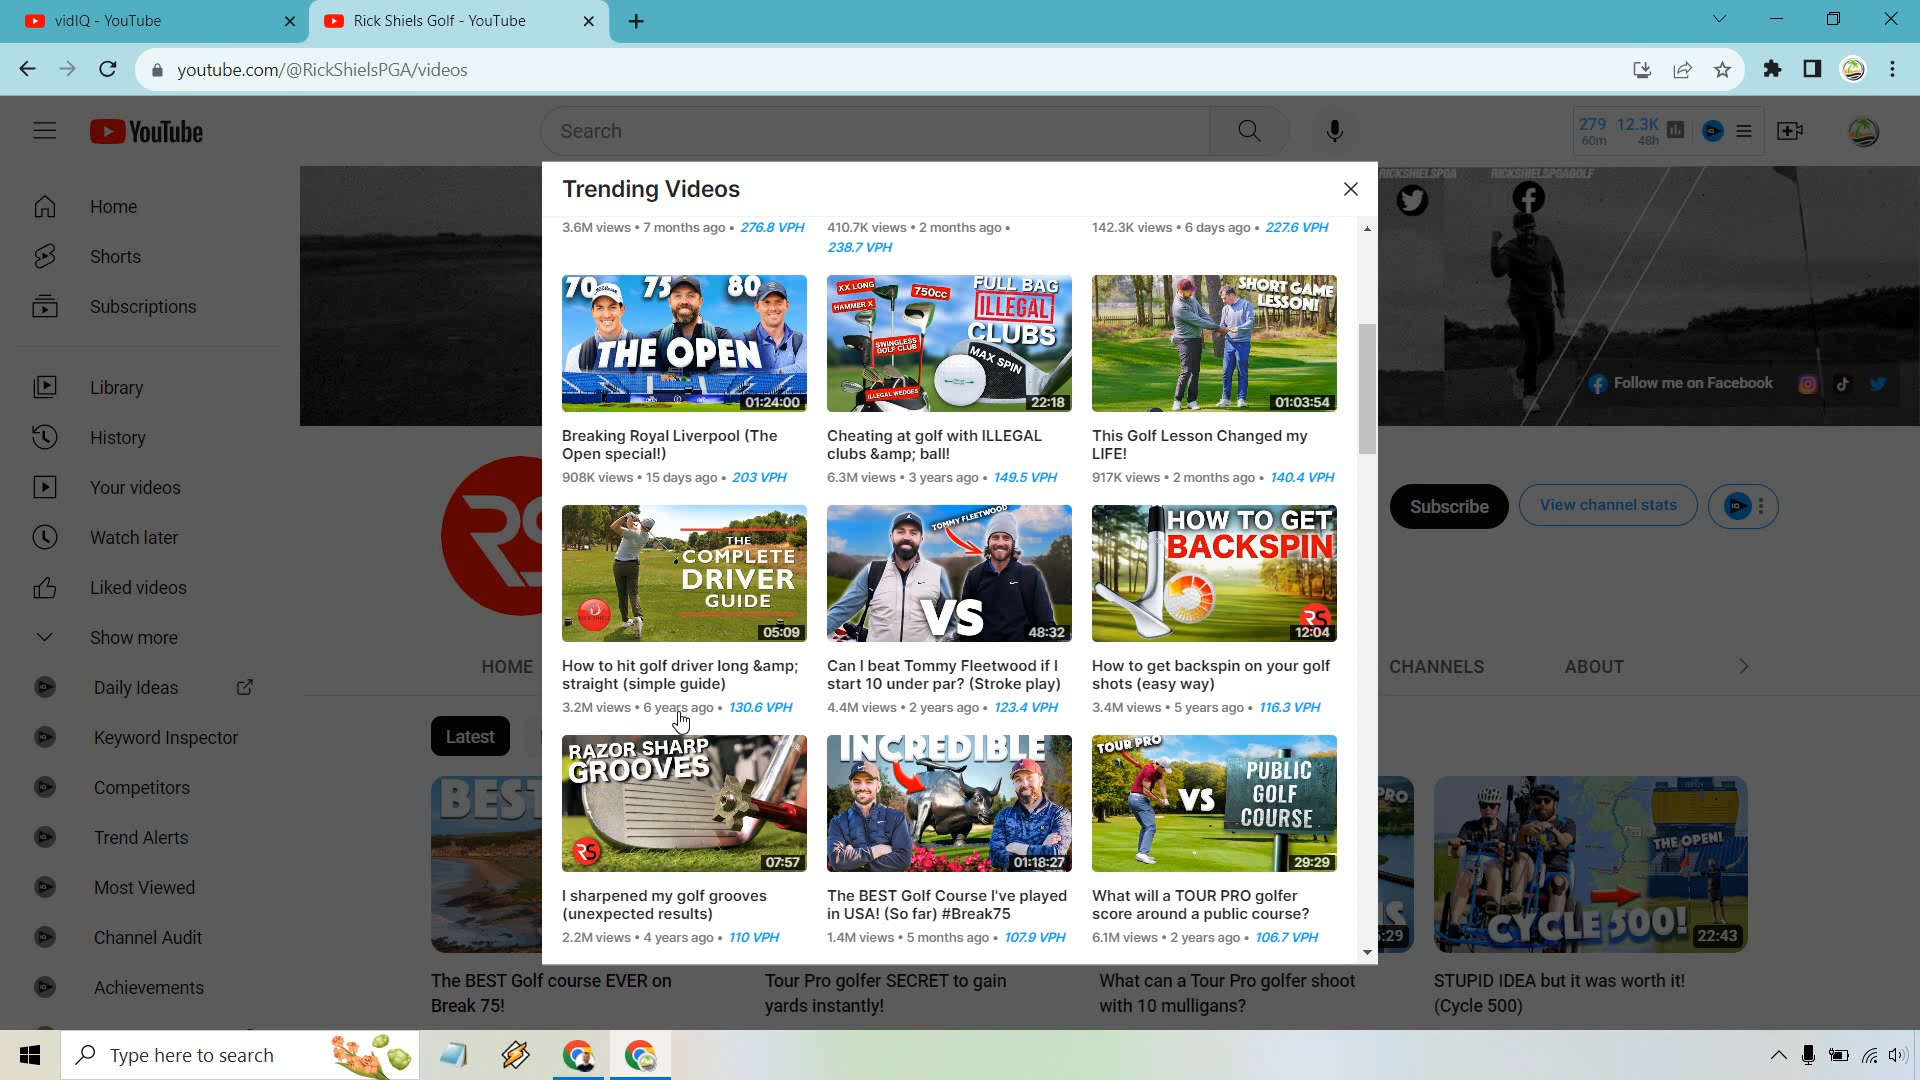 vidIQ - YouTube
Rick Shiels Golf - YouTube
youtube.com/@RickShielsPGA/videos
YouTube
Search
279 12.3K
60m 48h
Home
Shorts
Subscriptions
Library
History
Your videos
Watch later
Liked videos
Show more
Daily Ideas
Keyword Inspector
Competitors
Trend Alerts
Most Viewed
Channel Audit
Achievements
RICKSHIELSPGA
RICKSHIELSPGAGOLF
Follow me on Facebook
RS
Subscribe
View channel stats
HOME
CHANNELS
ABOUT
Latest
Trending Videos
3.6M views • 7 months ago • 276.8 VPH
410.7K views • 2 months ago •
238.7 VPH
142.3K views • 6 days ago • 227.6 VPH
70 75 80
THE OPEN
01:24:00
Breaking Royal Liverpool (The
Open special!)
908K views • 15 days ago • 203 VPH
XX LONG
HAMMER X
750cc
SWINGLESS
GOLF CLUB
ILLEGAL WEDGES
FULL BAG
ILLEGAL
CLUBS
MAX SPIN
22:18
Cheating at golf with ILLEGAL
clubs &amp; ball!
6.3M views • 3 years ago • 149.5 VPH
SHORT GAME
LESSON!
01:03:54
This Golf Lesson Changed my
LIFE!
917K views • 2 months ago • 140.4 VPH
THE
COMPLETE
DRIVER
GUIDE
05:09
How to hit golf driver long &amp;
straight (simple guide)
3.2M views • 6 years ago • 130.6 VPH
TOMMY FLEETWOOD
VS
48:32
Can I beat Tommy Fleetwood if I
start 10 under par? (Stroke play)
4.4M views • 2 years ago • 123.4 VPH
HOW TO GET
BACKSPIN
RS
12:04
How to get backspin on your golf
shots (easy way)
3.4M views • 5 years ago • 116.3 VPH
RAZOR SHARP
GROOVES
RS
07:57
I sharpened my golf grooves
(unexpected results)
2.2M views • 4 years ago • 110 VPH
INCREDIBLE
01:18:27
The BEST Golf Course I've played
in USA! (So far) #Break75
1.4M views • 5 months ago • 107.9 VPH
TOUR PRO
VS
PUBLIC
GOLF
COURSE
29:29
What will a TOUR PRO golfer
score around a public course?
6.1M views • 2 years ago • 106.7 VPH
BEST
The BEST Golf course EVER on
Break 75!
Tour Pro golfer SECRET to gain
yards instantly!
What can a Tour Pro golfer shoot
with 10 mulligans?
THE OPEN!
CYCLE 500!
22:43
STUPID IDEA but it was worth it!
(Cycle 500)
Type here to search